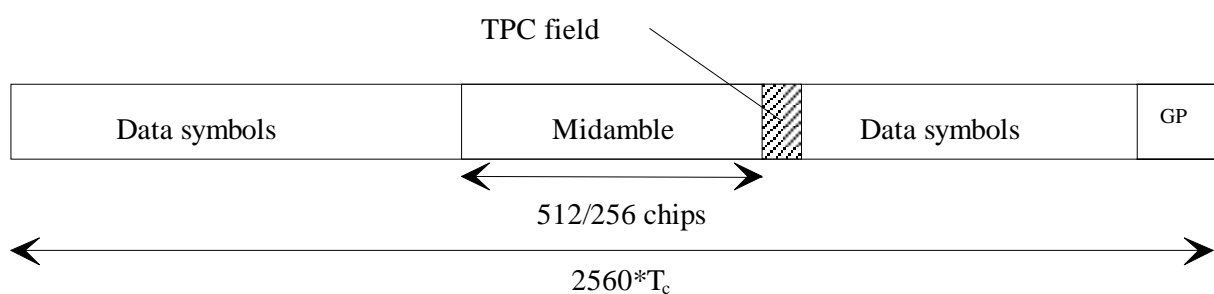 TPC field
Data symbols
Midamble
Data symbols
GP
512/256 chips
2560*Tc